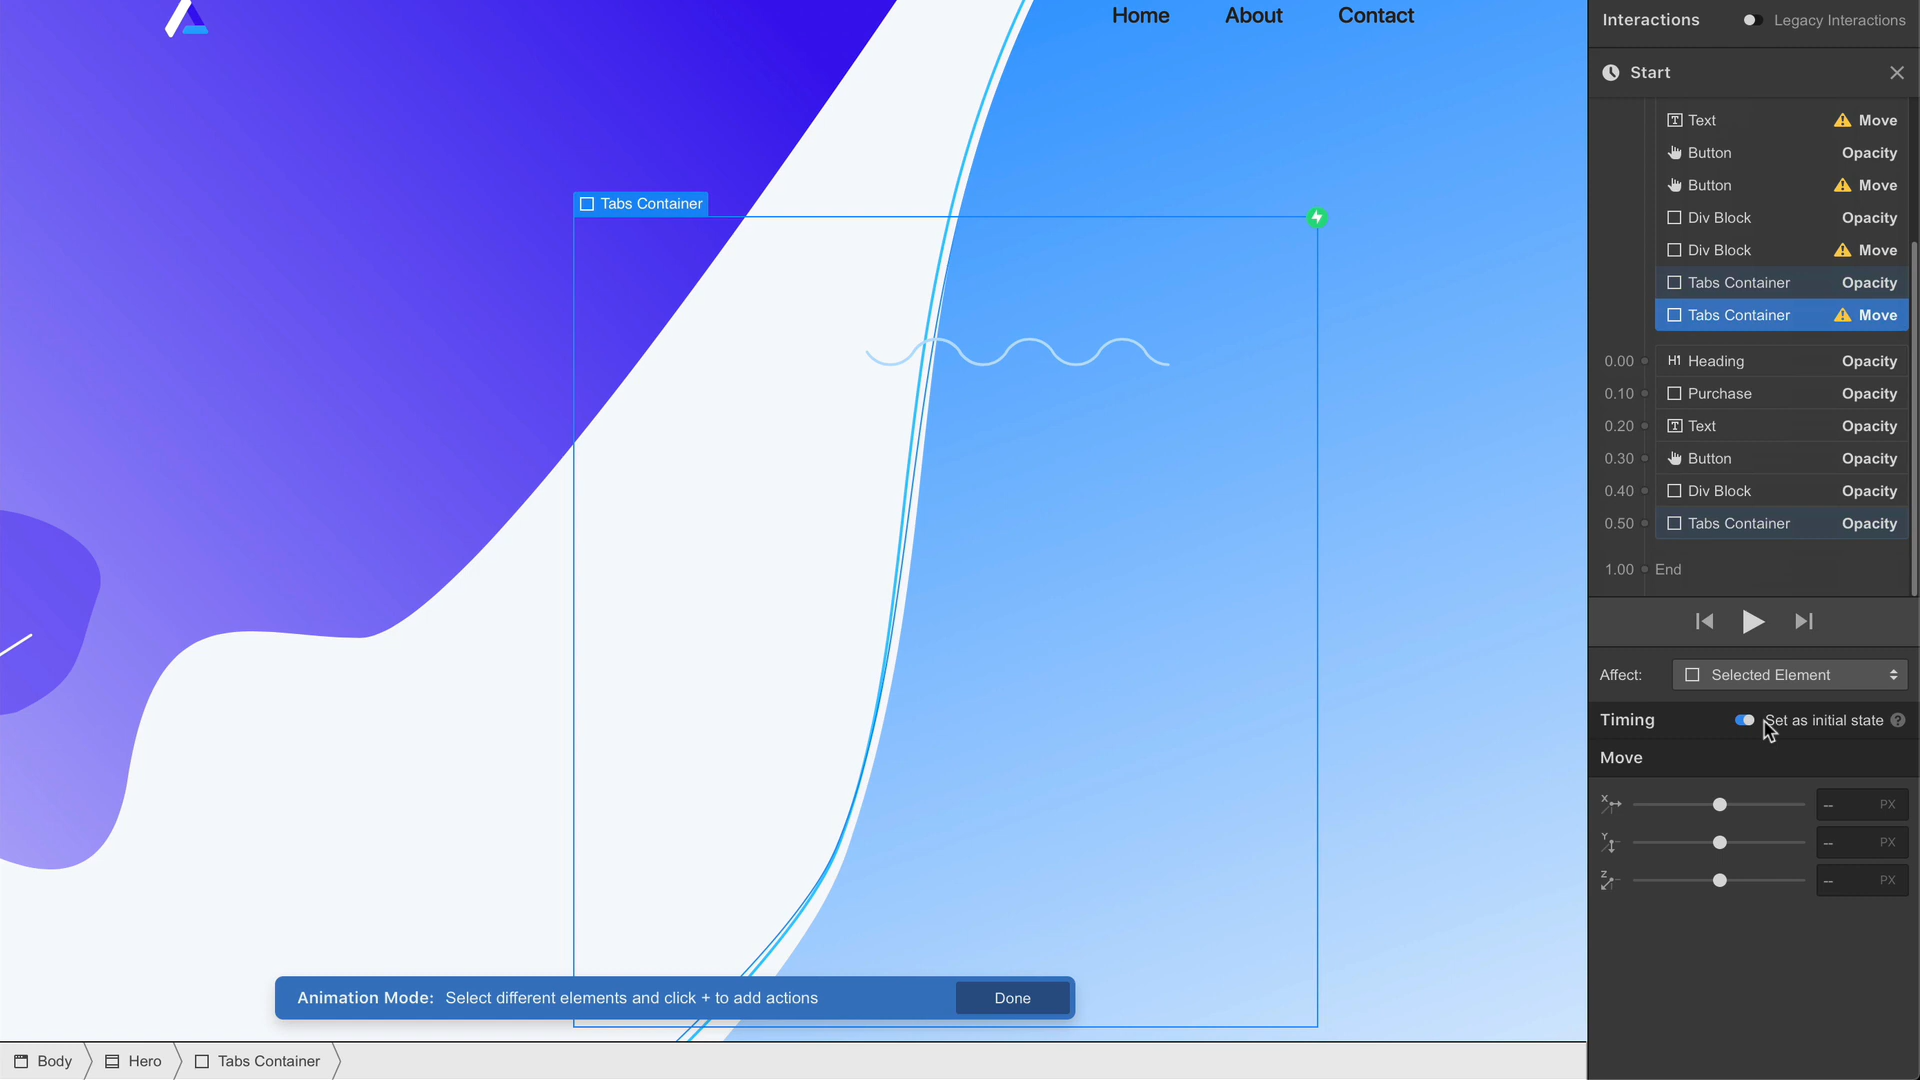 Home About Contact
Interactions Legacy Interactions
Start
Text Move
Button Opacity
Button Move
Div Block Opacity
Div Block Move
Tabs Container Opacity
Tabs Container Move
0.00 H1 Heading Opacity
0.10 Purchase Opacity
0.20 Text Opacity
0.30 Button Opacity
0.40 Div Block Opacity
0.50 Tabs Container Opacity
1.00 End
Affect: Selected Element
Timing Set as initial state ?
Move
X -- PX
Y -- PX
Z -- PX
Tabs Container
Animation Mode: Select different elements and click + to add actions Done
Body Hero Tabs Container